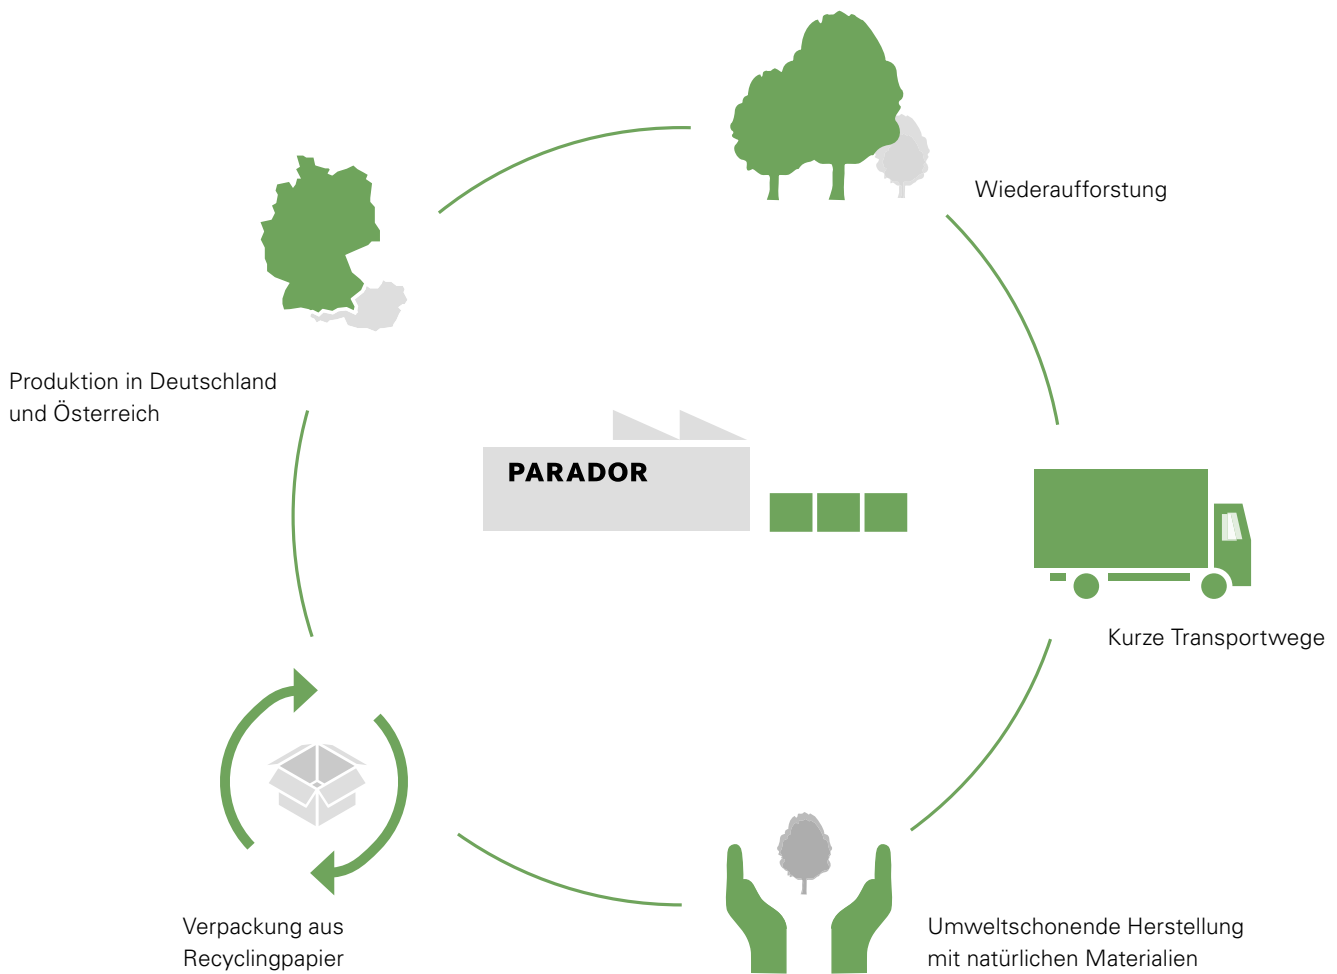 Wiederaufforstung
Produktion in Deutschland
und Österreich
PARADOR
Kurze Transportwege
Verpackung aus
Recyclingpapier
Umweltschonende Herstellung
mit natürlichen Materialien